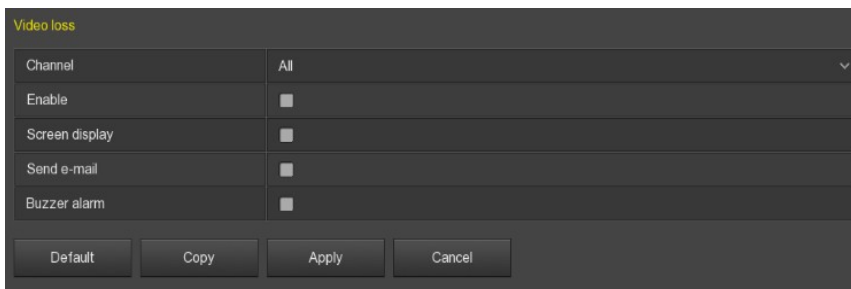 Video loss
Channel All
Enable
Screen display
Send e-mail
Buzzer alarm
Default Copy Apply Cancel